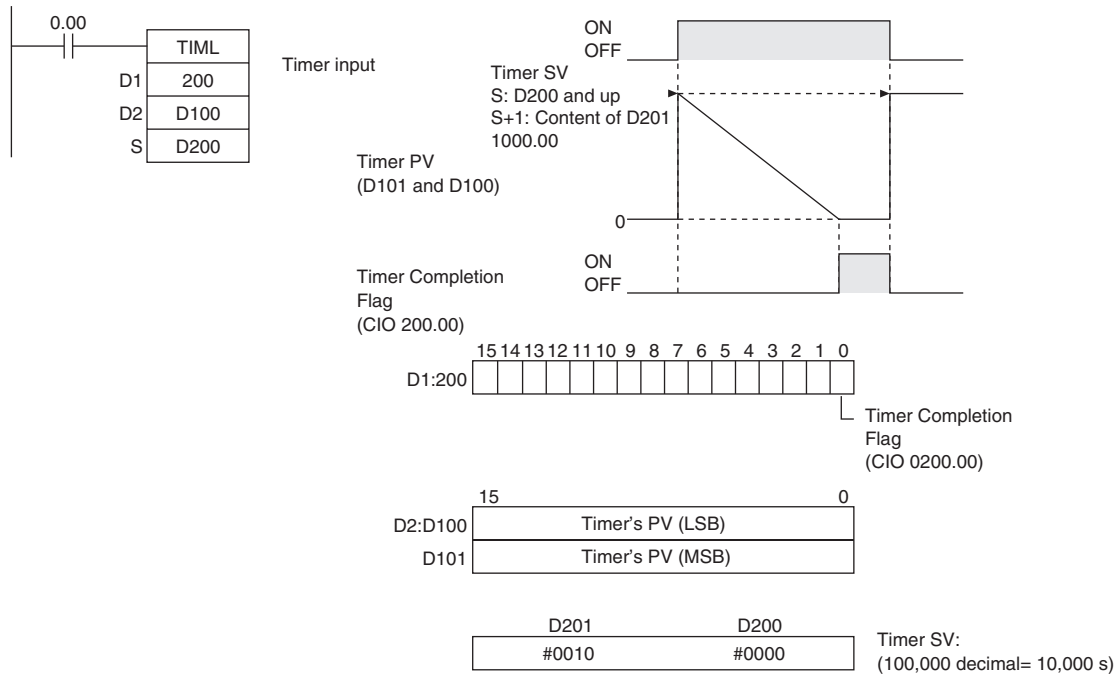 0.00
TIML
D1 200
D2 D100
S D200
Timer input
ON
OFF
Timer SV
S: D200 and up
S+1: Content of D201
1000.00
Timer PV
(D101 and D100)
0
Timer Completion
Flag
(CIO 200.00)
ON
OFF
15 14 13 12 11 10 9 8 7 6 5 4 3 2 1 0
D1:200
Timer Completion
Flag
(CIO 0200.00)
15 0
D2:D100 Timer's PV (LSB)
D101 Timer's PV (MSB)
D201 D200
#0010 #0000
Timer SV:
(100,000 decimal= 10,000 s)